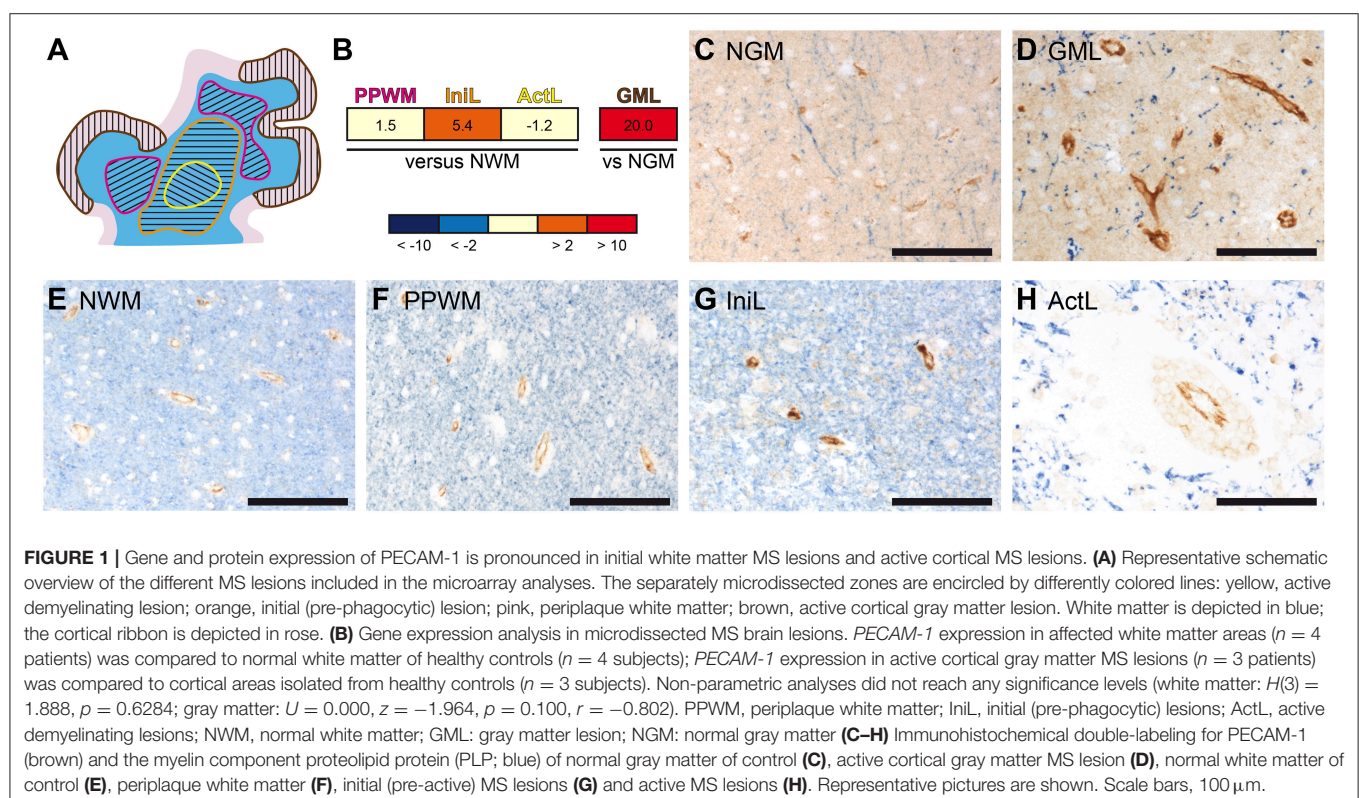 A
B
C NGM
D GML
PPWM IniL ActL GML
1.5 5.4 -1.2 20.0
versus NWM vs NGM
< -10 < -2 > 2 > 10
E NWM
F PPWM
G IniL
H ActL
FIGURE 1 | Gene and protein expression of PECAM-1 is pronounced in initial white matter MS lesions and active cortical MS lesions. (A) Representative schematic
overview of the different MS lesions included in the microarray analyses. The separately microdissected zones are encircled by differently colored lines: yellow, active
demyelinating lesion; orange, initial (pre-phagocytic) lesion; pink, periplaque white matter; brown, active cortical gray matter lesion. White matter is depicted in blue;
the cortical ribbon is depicted in rose. (B) Gene expression analysis in microdissected MS brain lesions. PECAM-1 expression in affected white matter areas (n = 4
patients) was compared to normal white matter of healthy controls (n = 4 subjects); PECAM-1 expression in active cortical gray matter MS lesions (n = 3 patients)
was compared to cortical areas isolated from healthy controls (n = 3 subjects). Non-parametric analyses did not reach any significance levels (white matter: H(3) =
1.888, p = 0.6284; gray matter: U = 0.000, z = −1.964, p = 0.100, r = −0.802). PPWM, periplaque white matter; IniL, initial (pre-phagocytic) lesions; ActL, active
demyelinating lesions; NWM, normal white matter; GML: gray matter lesion; NGM: normal gray matter (C–H) Immunohistochemical double-labeling for PECAM-1
(brown) and the myelin component proteolipid protein (PLP; blue) of normal gray matter of control (C), active cortical gray matter MS lesion (D), normal white matter of
control (E), periplaque white matter (F), initial (pre-active) MS lesions (G) and active MS lesions (H). Representative pictures are shown. Scale bars, 100 µm.